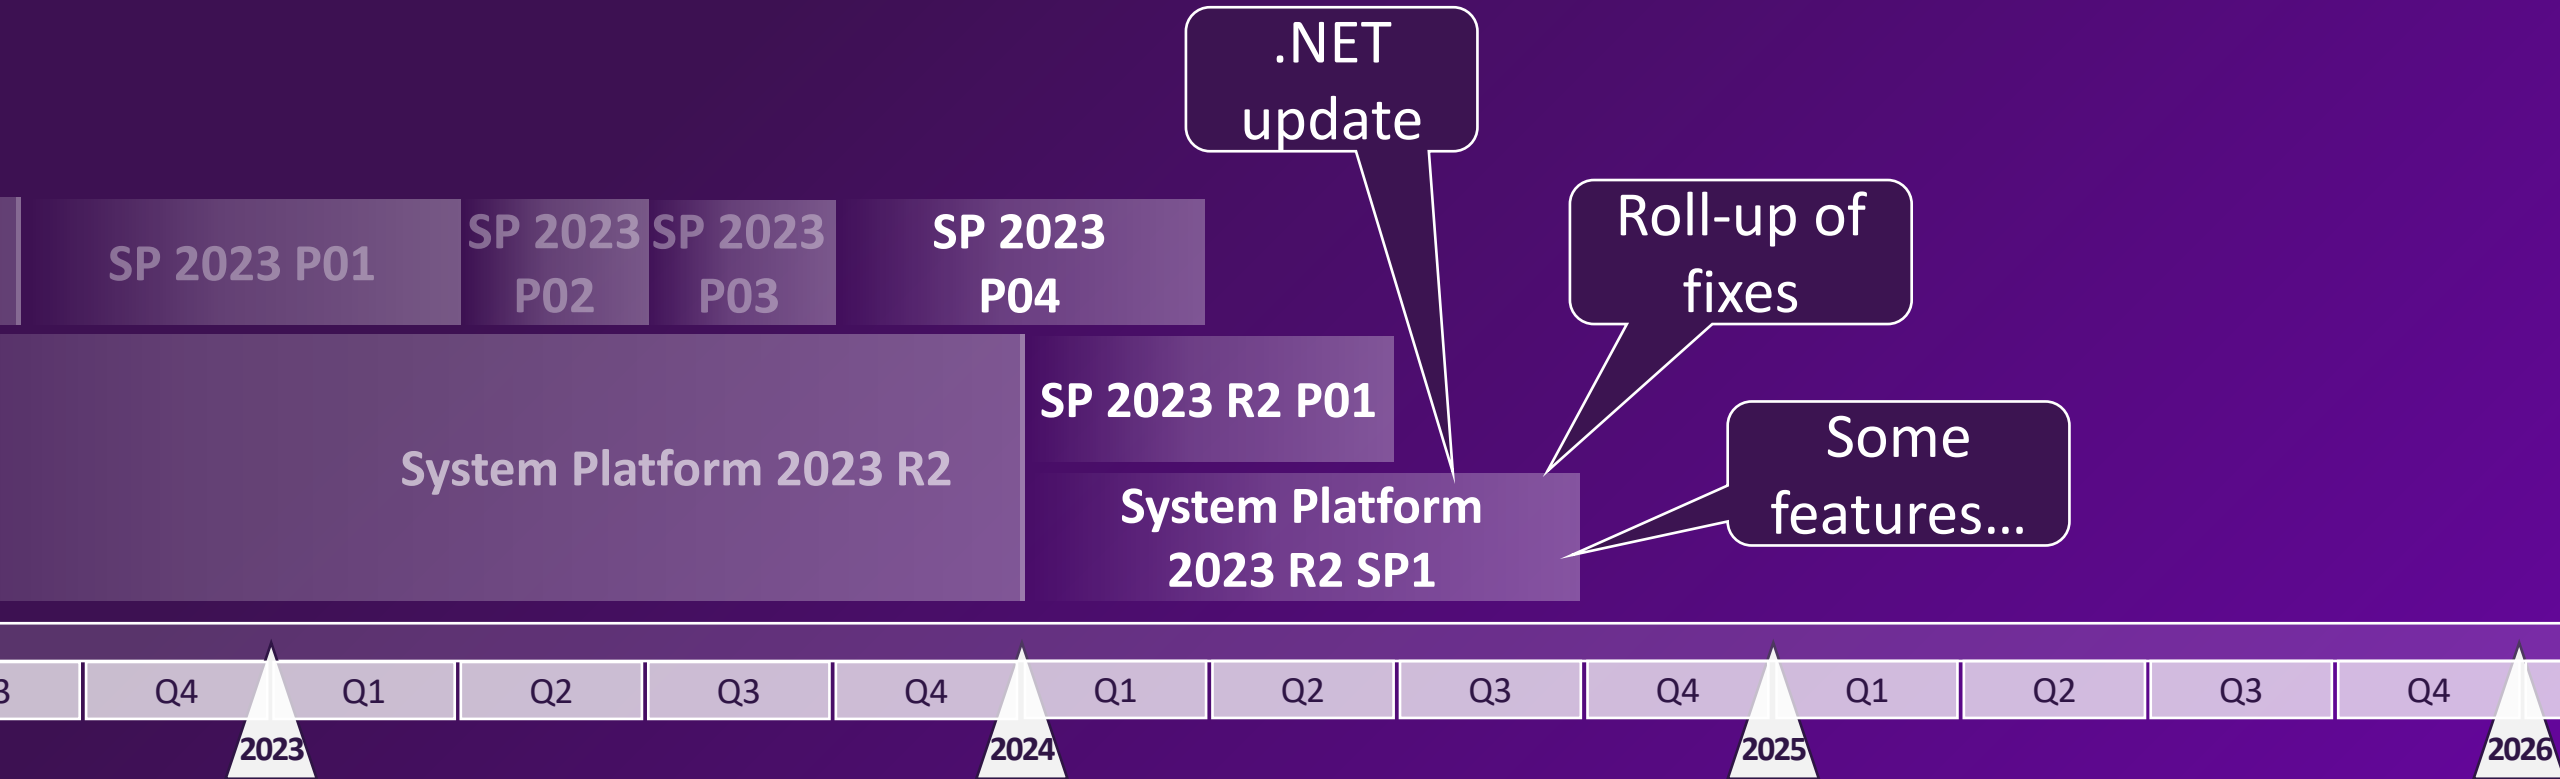 .NET
update
Roll-up of
fixes
SP 2023 P01
SP 2023
P02
SP 2023
P03
SP 2023
P04
SP 2023 R2 P01
Some
features...
System Platform 2023 R2
System Platform
2023 R2 SP1
3
Q4
Q1
Q2
Q3
Q4
Q1
Q2
Q3
Q4
Q1
Q2
Q3
Q4
2023
2024
2025
2026